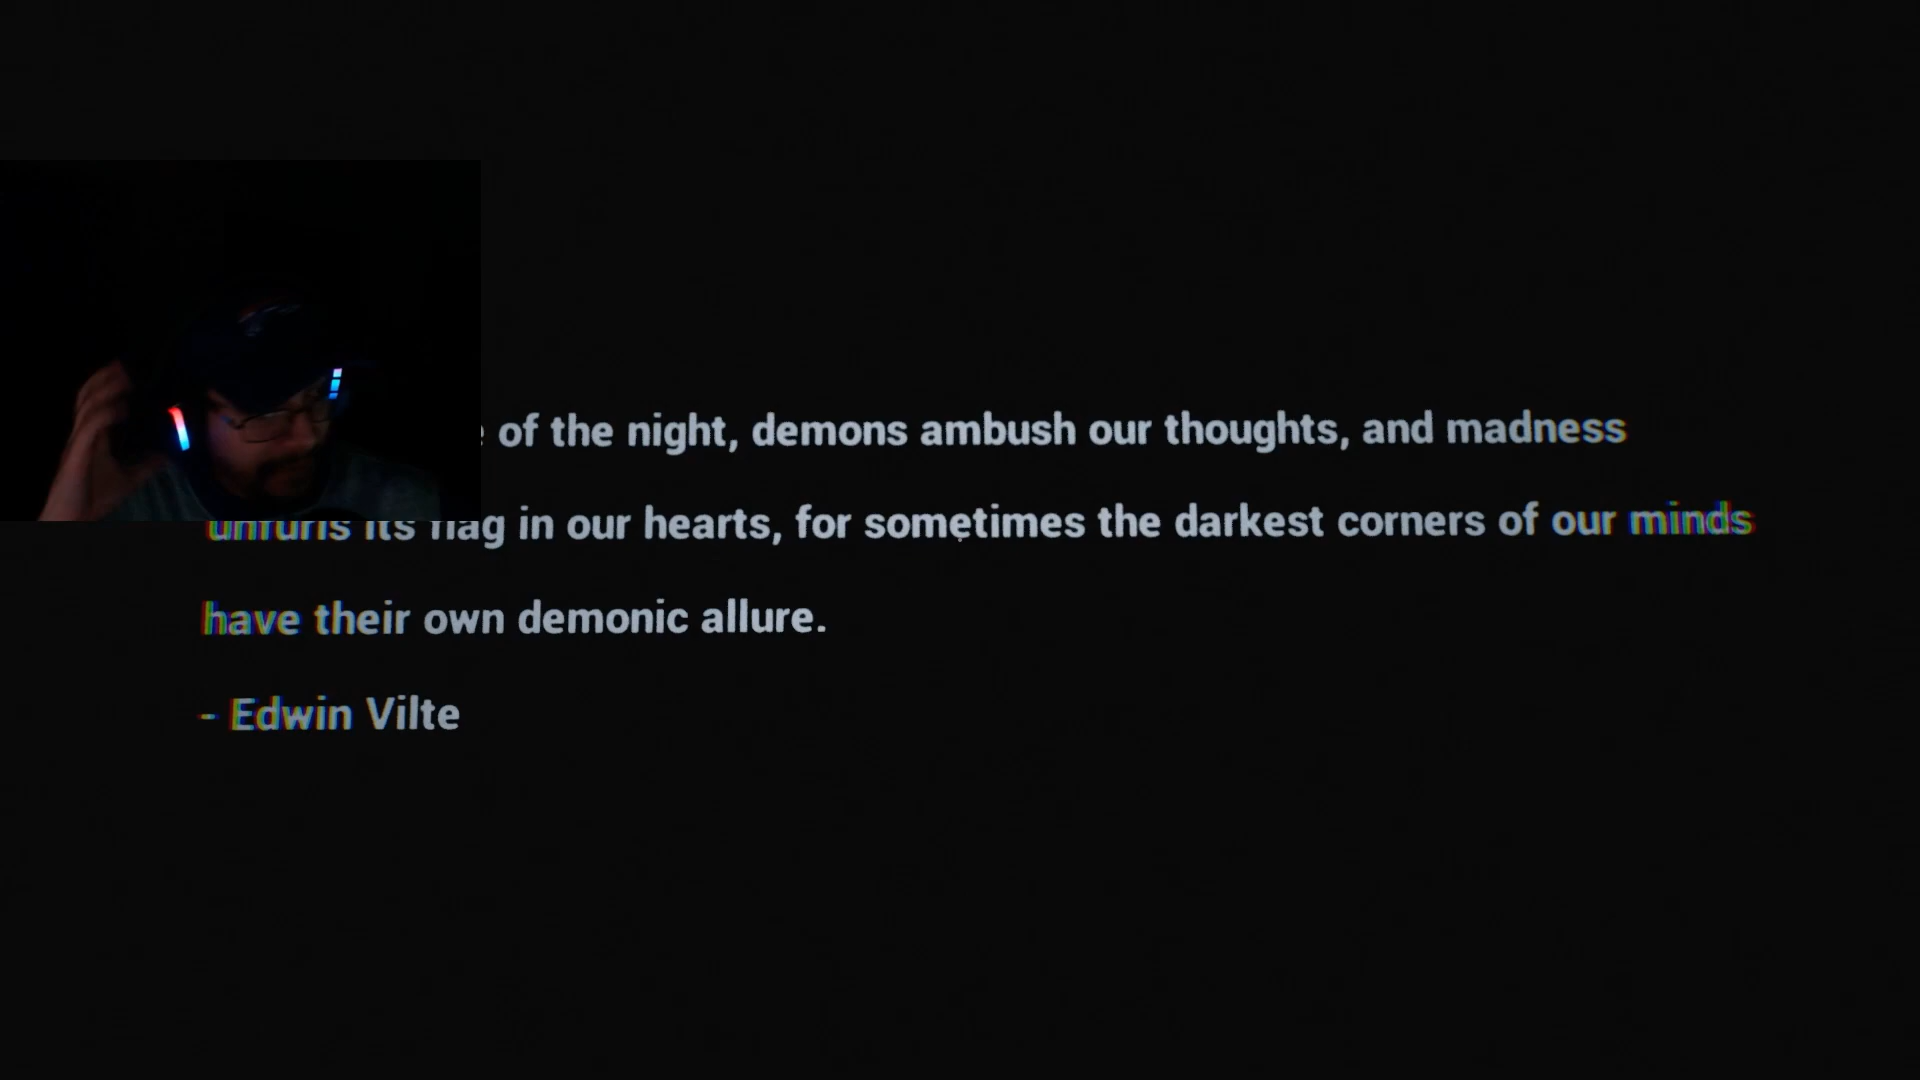 of the night, demons ambush our thoughts, and madness
unfurls its flag in our hearts, for sometimes the darkest corners of our minds
have their own demonic allure.
- Edwin Vilte